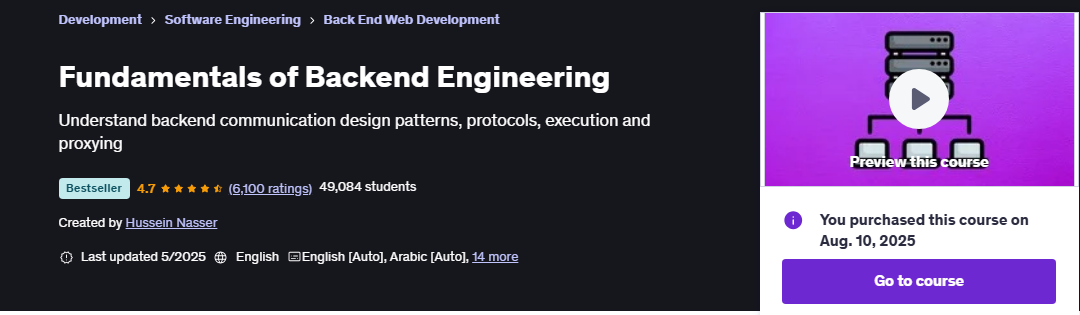 Development › Software Engineering › Back End Web Development
Fundamentals of Backend Engineering
Understand backend communication design patterns, protocols, execution and
proxying
Bestseller 4.7 (6,100 ratings) 49,084 students
Created by Hussein Nasser
Last updated 5/2025 English English [Auto], Arabic [Auto], 14 more
Preview this course
You purchased this course on
Aug. 10, 2025
Go to course